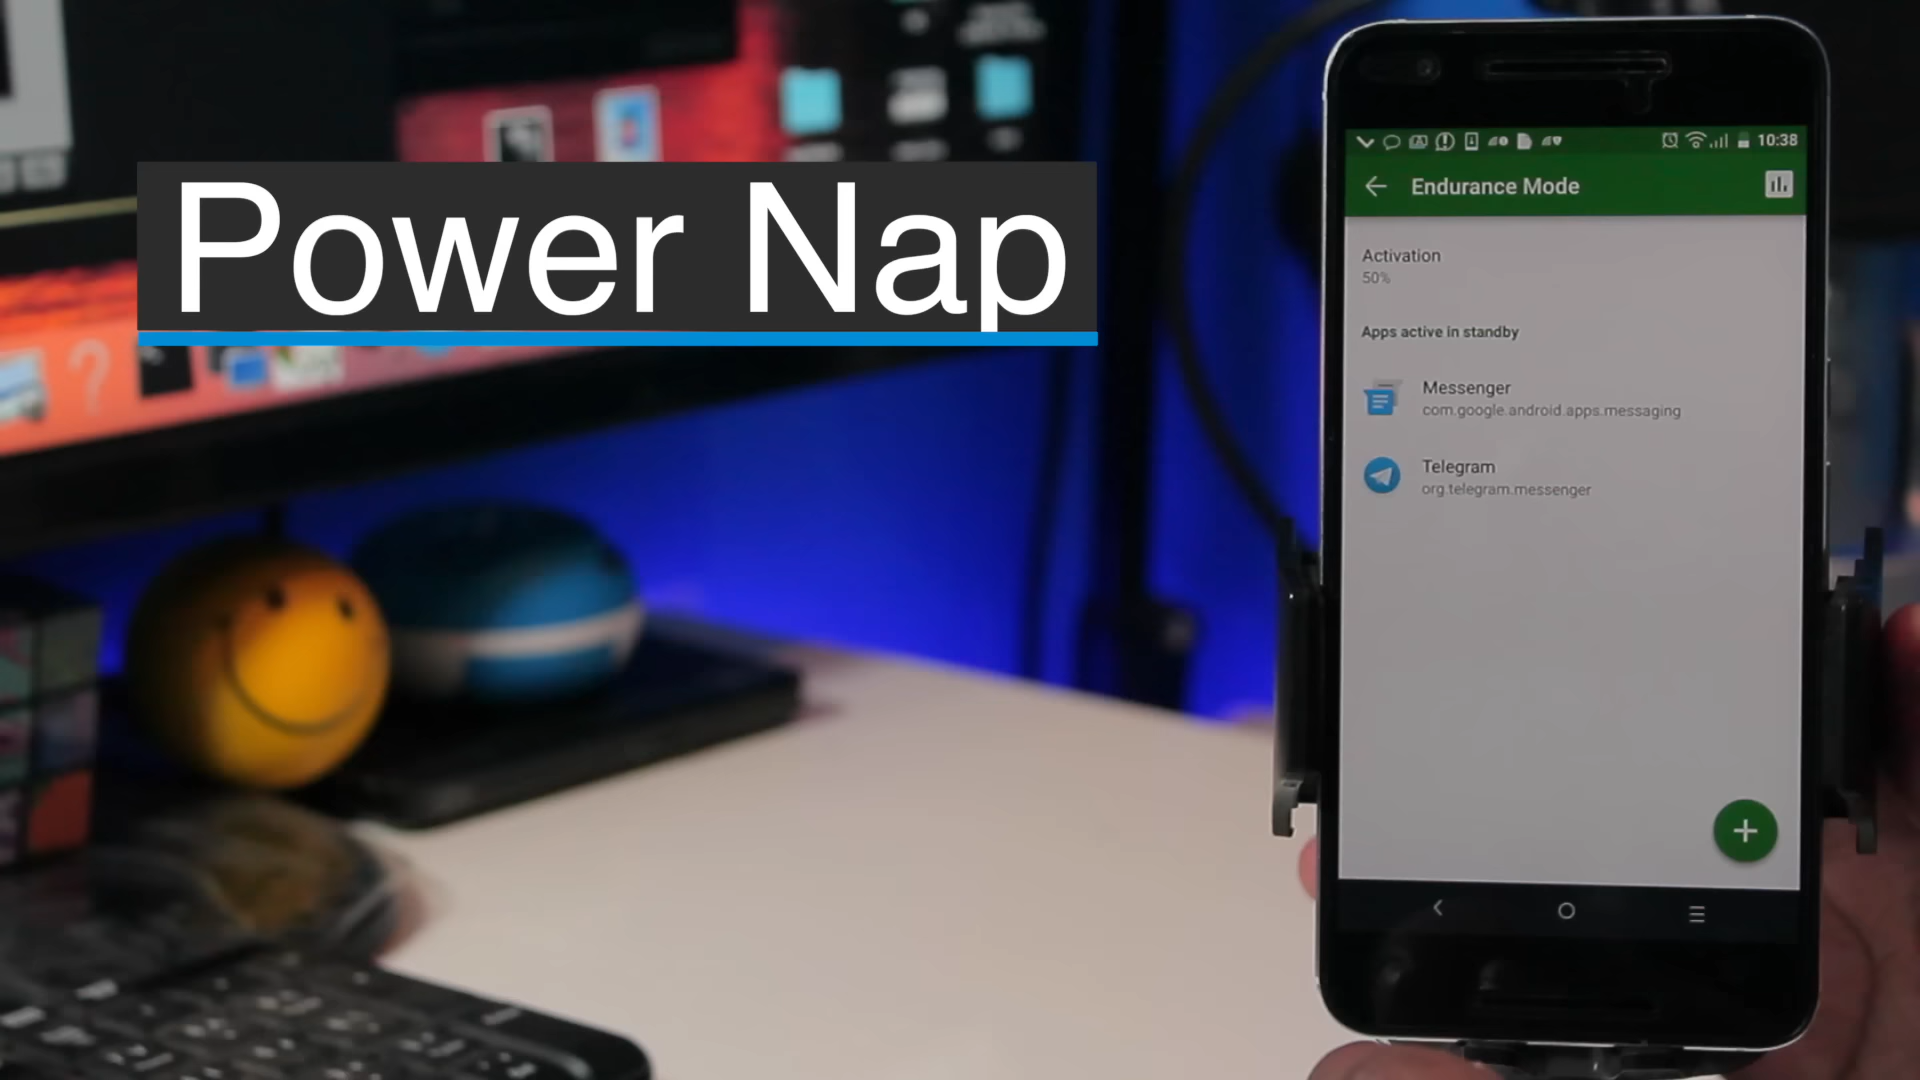 Power Nap
10:38
Endurance Mode
Activation
50%
Apps active in standby
Messenger
com.google.android.apps.messaging
Telegram
org.telegram.messenger